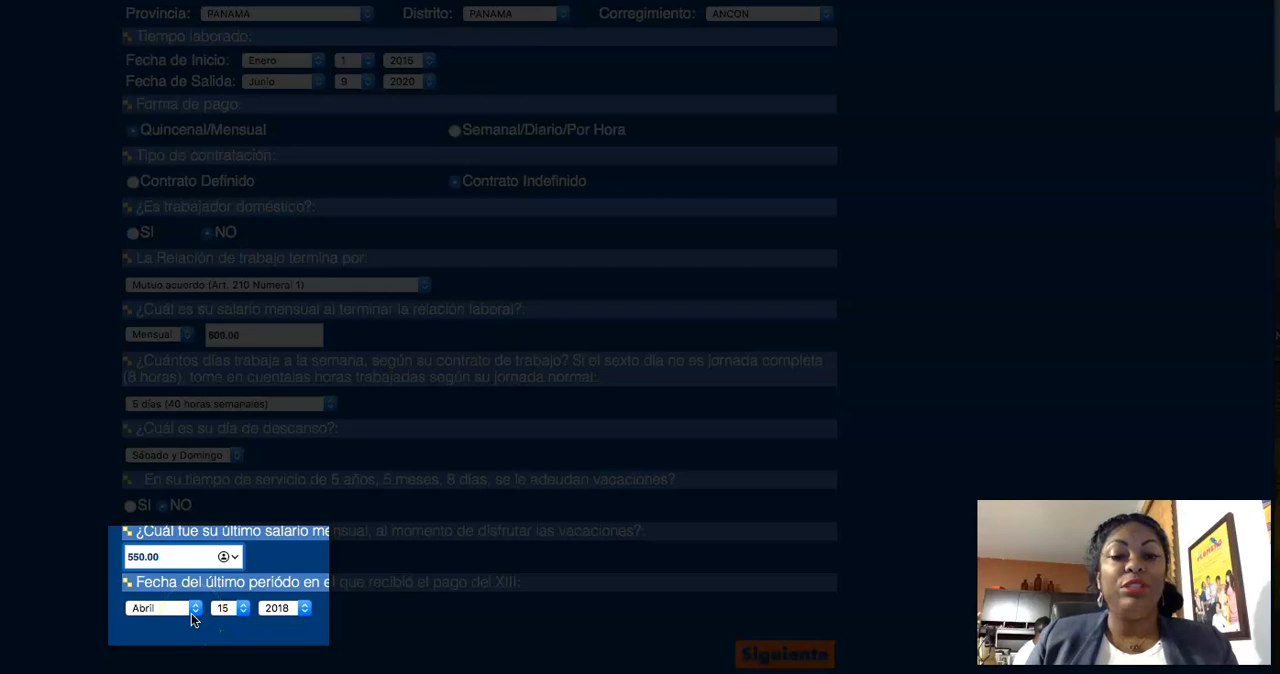 Provincia: PANAMA Distrito: PANAMA Corregimiento: ANCON
Tiempo laborado:
Fecha de Inicio: Enero 1 2015
Fecha de Salida: Junio 9 2020
Forma de pago:
Quincenal/Mensual Semanal/Diario/Por Hora
Tipo de contratación:
Contrato Definido Contrato Indefinido
¿Es trabajador doméstico?:
SI NO
La Relación de trabajo termina por:
Mutuo acuerdo (Art. 210 Numeral 1)
¿Cuál es su salario mensual al terminar la relación laboral?:
Mensual 600.00
¿Cuántos días trabaja a la semana, según su contrato de trabajo? Si el sexto día no es jornada completa
(8 horas), tome en cuentalas horas trabajadas según su jornada normal:.
5 días (40 horas semanales)
¿Cuál es su día de descanso?:
Sábado y Domingo
En su tiempo de servicio de 5 años, 5 meses, 8 días, se le adeudan vacaciones?
SI NO
¿Cuál fue su último salario mensual, al momento de disfrutar las vacaciones?:
550.00
Fecha del último periódo en el que recibió el pago del XIII:
Abril 15 2018
Siguiente